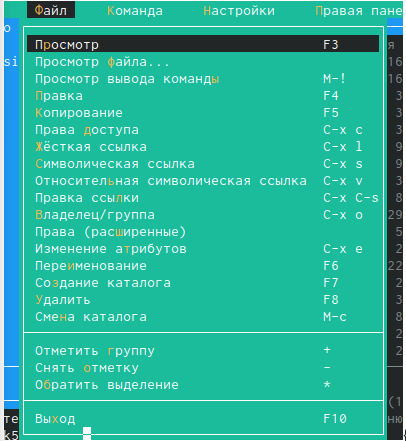 Файл Команда Настройки Правая пане
Просмотр F3
Просмотр файла...
Просмотр вывода команды M-!
Правка F4
Копирование F5
Права доступа C-x c
Жёсткая ссылка C-x l
Символическая ссылка C-x s
Относительная символическая ссылка C-x v
Правка ссылки C-x C-s
Владелец/группа C-x o
Права (расширенные)
Изменение атрибутов C-x e
Переименование F6
Создание каталога F7
Удалить F8
Смена каталога M-c
Отметить группу +
Снять отметку -
Обратить выделение *
Выход F10